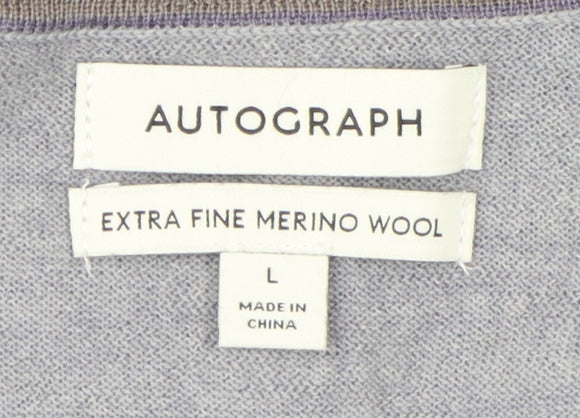 AUTOGRAPH
EXTRA FINE MERINO WOOL
L
MADE IN
CHINA